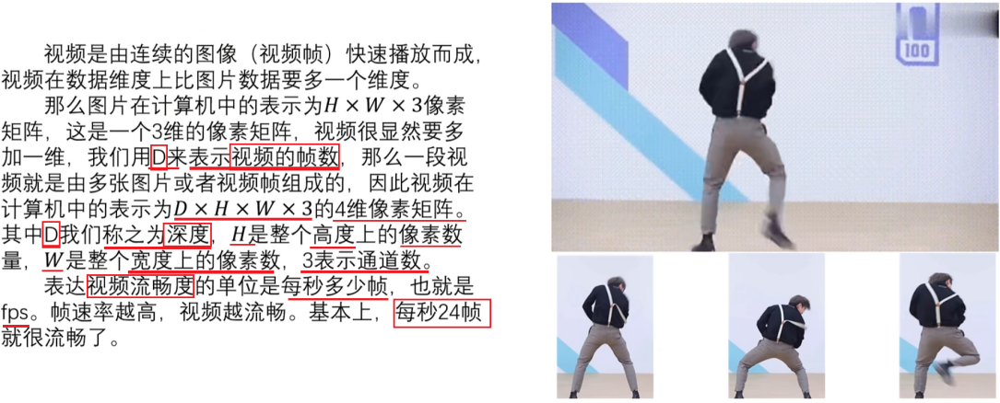 视频是由连续的图像（视频帧）快速播放而成，
视频在数据维度上比图片数据要多一个维度。
那么图片在计算机中的表示为H × W × 3像素
矩阵，这是一个3维的像素矩阵，视频很显然要多
加一维，我们用D来表示视频的帧数，那么一段视
频就是由多张图片或者视频帧组成的，因此视频在
计算机中的表示为D × H × W × 3的4维像素矩阵。
其中D我们称之为深度，H是整个高度上的像素数
量，W是整个宽度上的像素数，3表示通道数。
表达视频流畅度的单位是每秒多少帧，也就是
fps。帧速率越高，视频越流畅。基本上，每秒24帧
就很流畅了。
100